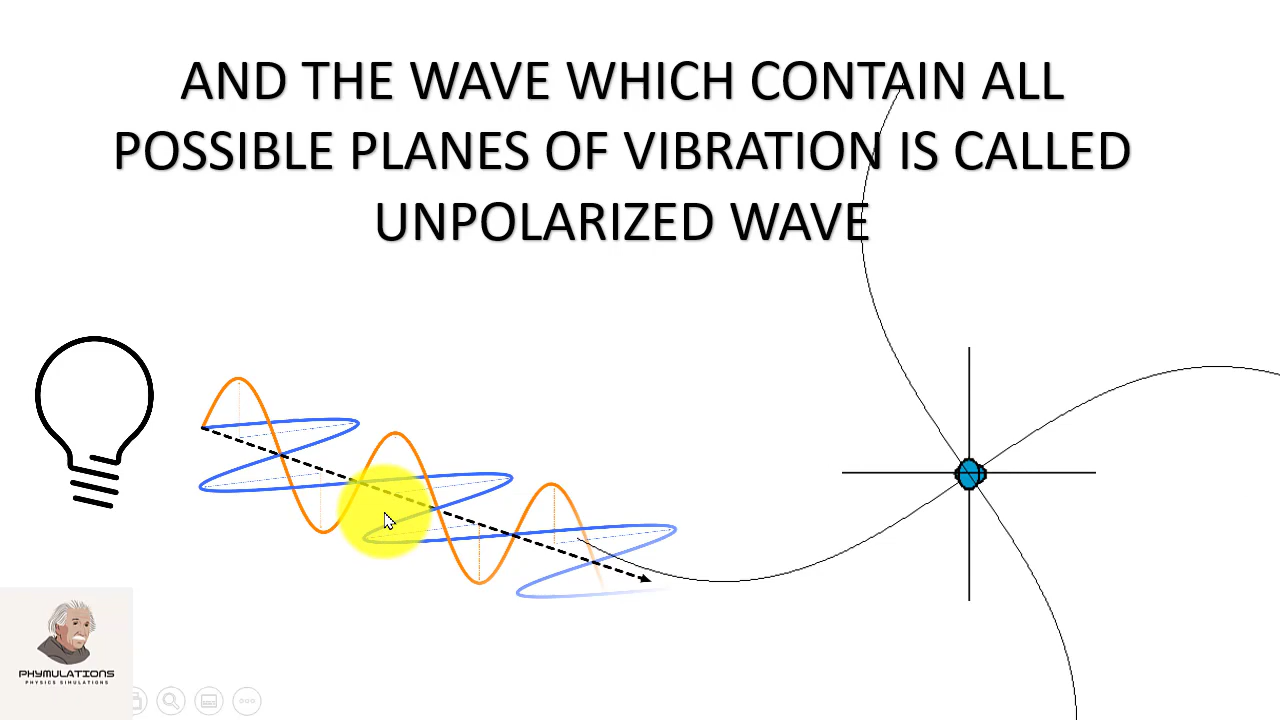 AND THE WAVE WHICH CONTAIN ALL
POSSIBLE PLANES OF VIBRATION IS CALLED
UNPOLARIZED WAVE
PHYMULATIONS
PHYSICS SIMULATIONS